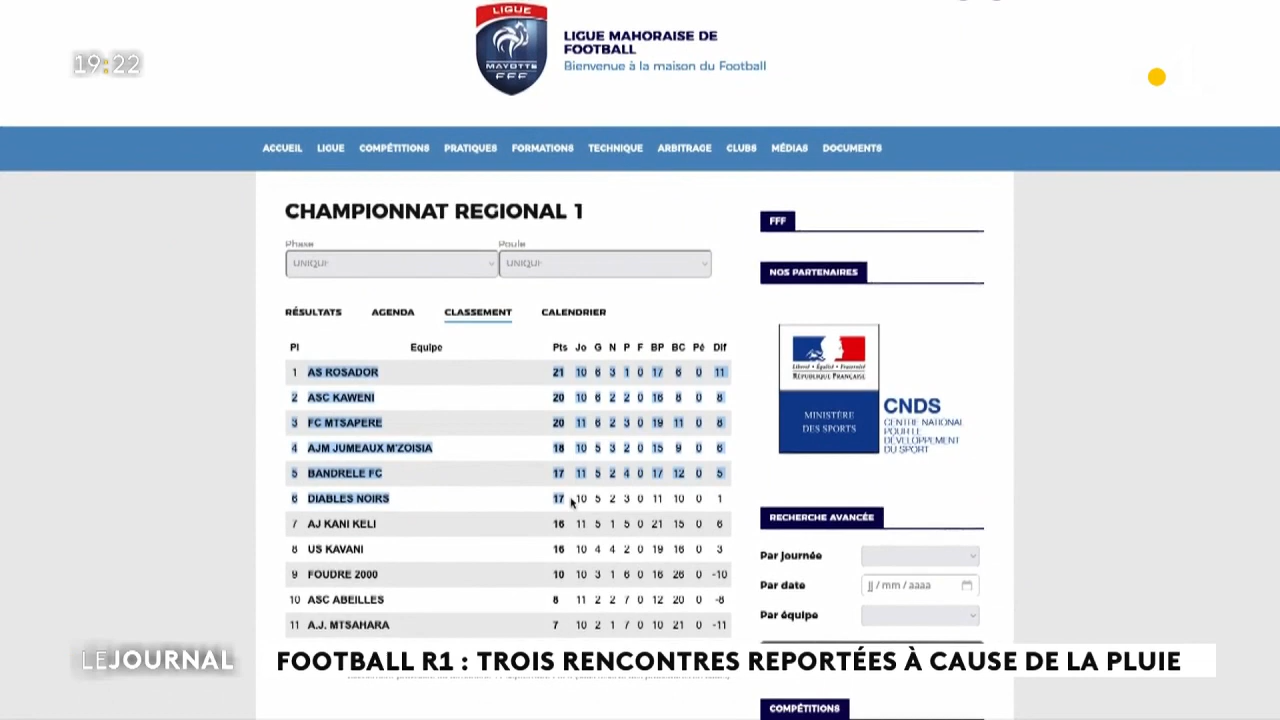 LIGUE
MAYOTTE
FFF
LIGUE MAHORAISE DE
FOOTBALL
Bienvenue à la maison du Football
19:22
ACCUEIL LIGUE COMPÉTITIONS PRATIQUES FORMATIONS TECHNIQUE ARBITRAGE CLUBS MÉDIAS DOCUMENTS
CHAMPIONNAT REGIONAL 1
Phase Poule
UNIQUE UNIQUE
RÉSULTATS AGENDA CLASSEMENT CALENDRIER
Pl Equipe Pts Jo G N P F BP BC Pé Dif
1 AS ROSADOR 21 10 6 3 1 0 17 6 0 11
2 ASC KAWENI 20 10 6 2 2 0 16 8 0 8
3 FC MTSAPERE 20 11 6 2 3 0 19 11 0 8
4 AJM JUMEAUX M'ZOISIA 18 10 5 3 2 0 15 9 0 6
5 BANDRELE FC 17 11 5 2 4 0 17 12 0 5
6 DIABLES NOIRS 17 10 5 2 3 0 11 10 0 1
7 AJ KANI KELI 16 11 5 1 5 0 21 15 0 6
8 US KAVANI 16 10 4 4 2 0 19 16 0 3
9 FOUDRE 2000 10 10 3 1 6 0 16 26 0 -10
10 ASC ABEILLES 8 11 2 2 7 0 12 20 0 -8
11 A.J. MTSAHARA 7 10 2 1 7 0 10 21 0 -11
FFF
NOS PARTENAIRES
Liberté • Égalité • Fraternité
RÉPUBLIQUE FRANÇAISE
MINISTÈRE
DES SPORTS
CNDS
CENTRE NATIONAL
POUR LE
DÉVELOPPEMENT
DU SPORT
RECHERCHE AVANCÉE
Par journée
Par date jj / mm / aaaa
Par équipe
LEJOURNAL
FOOTBALL R1 : TROIS RENCONTRES REPORTÉES À CAUSE DE LA PLUIE
COMPÉTITIONS